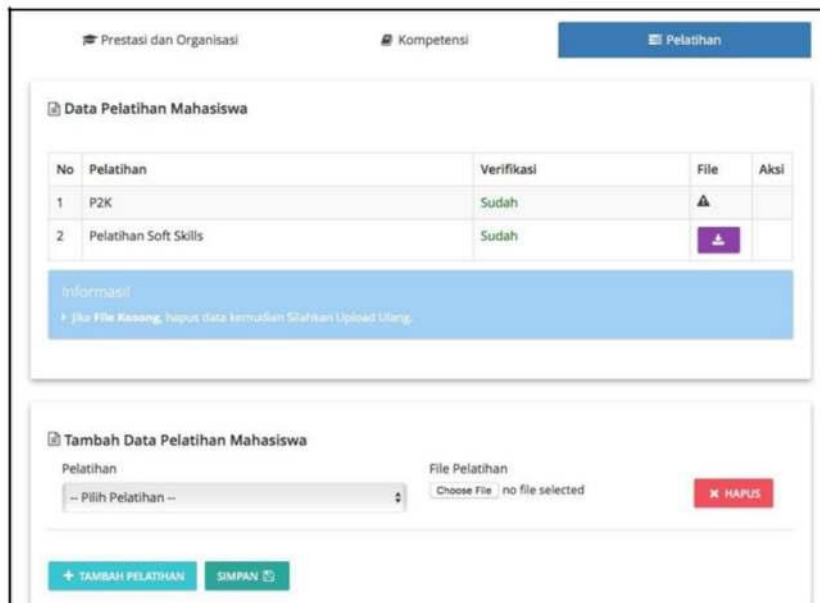 Prestasi dan Organisasi
Kompetensi
Pelatihan
Data Pelatihan Mahasiswa
No Pelatihan Verifikasi File Aksi
1 P2K Sudah
2 Pelatihan Soft Skills Sudah
Informasi!
Jika File Kosong, hapus data kemudian Silahkan Upload Ulang.
Tambah Data Pelatihan Mahasiswa
Pelatihan
File Pelatihan
-- Pilih Pelatihan --
Choose File no file selected
HAPUS
+ TAMBAH PELATIHAN
SIMPAN